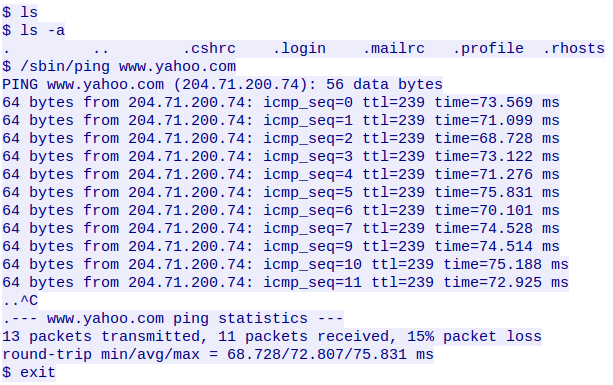 $ ls
$ ls -a
.         ..        .cshrc    .login    .mailrc   .profile  .rhosts
$ /sbin/ping www.yahoo.com
PING www.yahoo.com (204.71.200.74): 56 data bytes
64 bytes from 204.71.200.74: icmp_seq=0 ttl=239 time=73.569 ms
64 bytes from 204.71.200.74: icmp_seq=1 ttl=239 time=71.099 ms
64 bytes from 204.71.200.74: icmp_seq=2 ttl=239 time=68.728 ms
64 bytes from 204.71.200.74: icmp_seq=3 ttl=239 time=73.122 ms
64 bytes from 204.71.200.74: icmp_seq=4 ttl=239 time=71.276 ms
64 bytes from 204.71.200.74: icmp_seq=5 ttl=239 time=75.831 ms
64 bytes from 204.71.200.74: icmp_seq=6 ttl=239 time=70.101 ms
64 bytes from 204.71.200.74: icmp_seq=7 ttl=239 time=74.528 ms
64 bytes from 204.71.200.74: icmp_seq=9 ttl=239 time=74.514 ms
64 bytes from 204.71.200.74: icmp_seq=10 ttl=239 time=75.188 ms
64 bytes from 204.71.200.74: icmp_seq=11 ttl=239 time=72.925 ms
..^C
.--- www.yahoo.com ping statistics ---
13 packets transmitted, 11 packets received, 15% packet loss
round-trip min/avg/max = 68.728/72.807/75.831 ms
$ exit